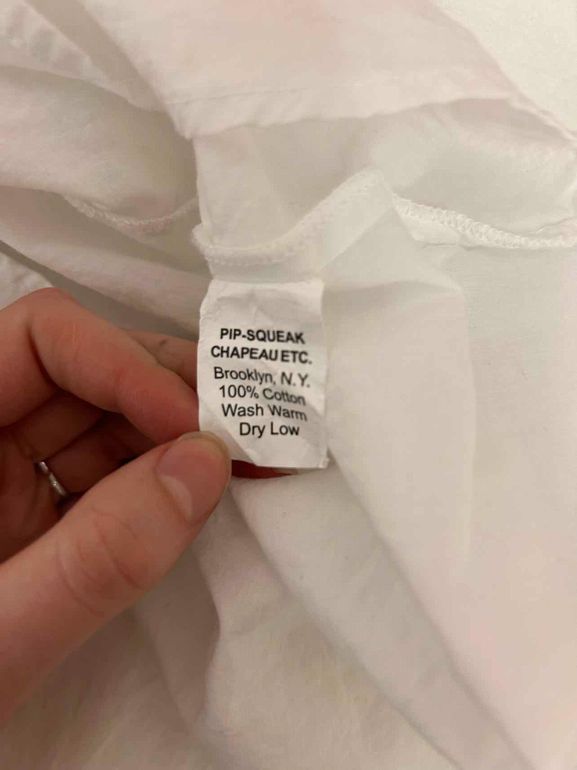 PIP-SQUEAK
CHAPEAU ETC.
Brooklyn, N.Y.
100% Cotton
Wash Warm
Dry Low